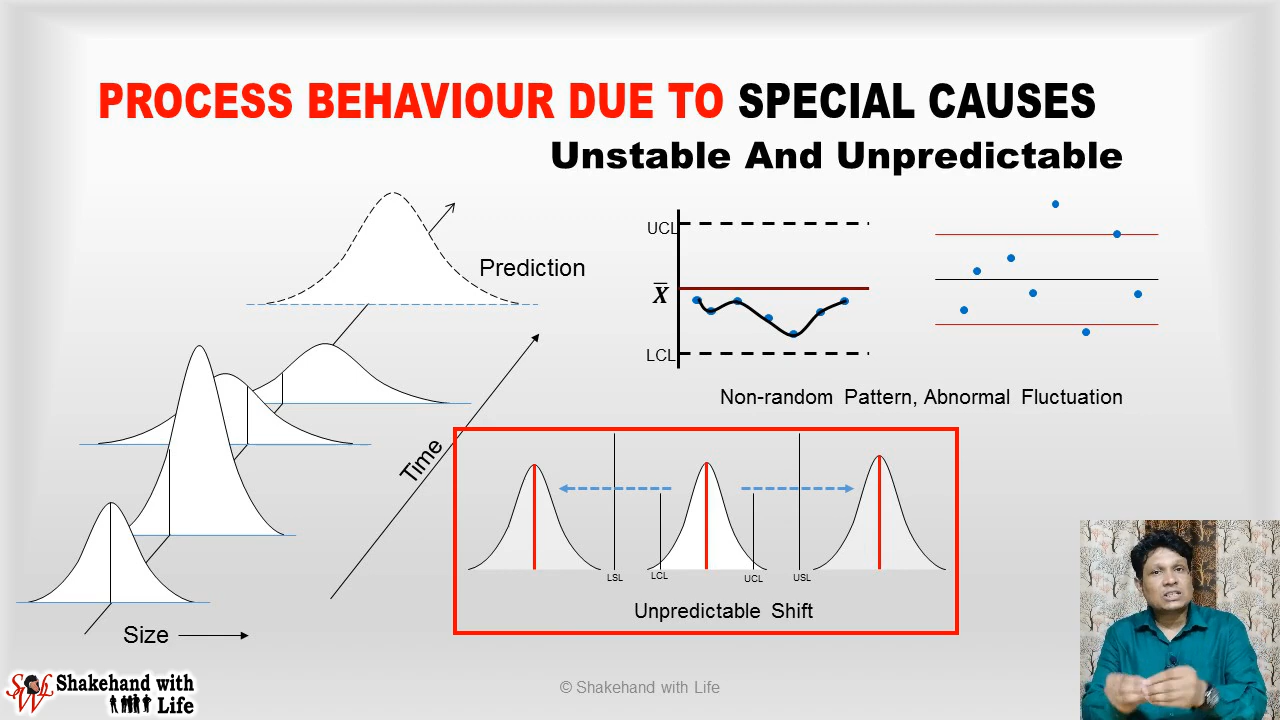 PROCESS BEHAVIOUR DUE TO SPECIAL CAUSES
Unstable And Unpredictable
Prediction
Time
Size
UCL
X̅
LCL
Non-random Pattern, Abnormal Fluctuation
LSL
LCL
UCL
USL
Unpredictable Shift
SWL
Shakehand with
Life
© Shakehand with Life